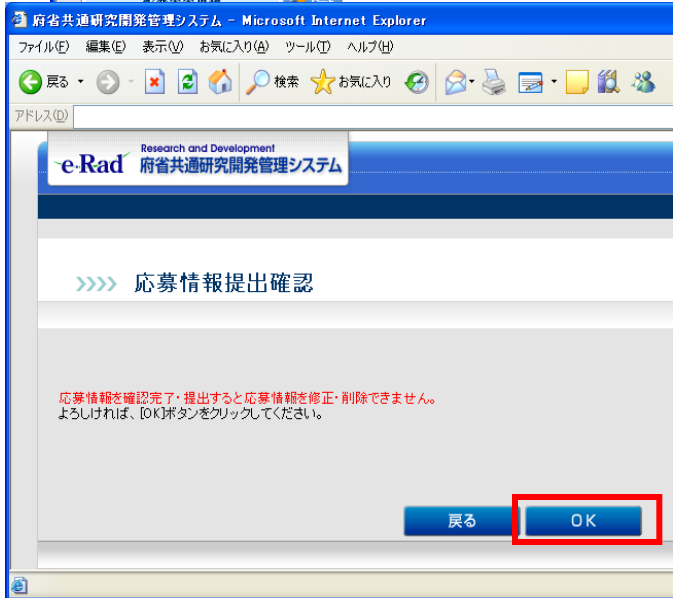 府省共通研究開発管理システム - Microsoft Internet Explorer
ファイル(F) 編集(E) 表示(V) お気に入り(A) ツール(T) ヘルプ(H)
戻る 検索 お気に入り
アドレス(D)
e-Rad
Research and Development
府省共通研究開発管理システム
>>>> 応募情報提出確認
応募情報を確認完了・提出すると応募情報を修正・削除できません。
よろしければ、[OK]ボタンをクリックしてください。
戻る OK